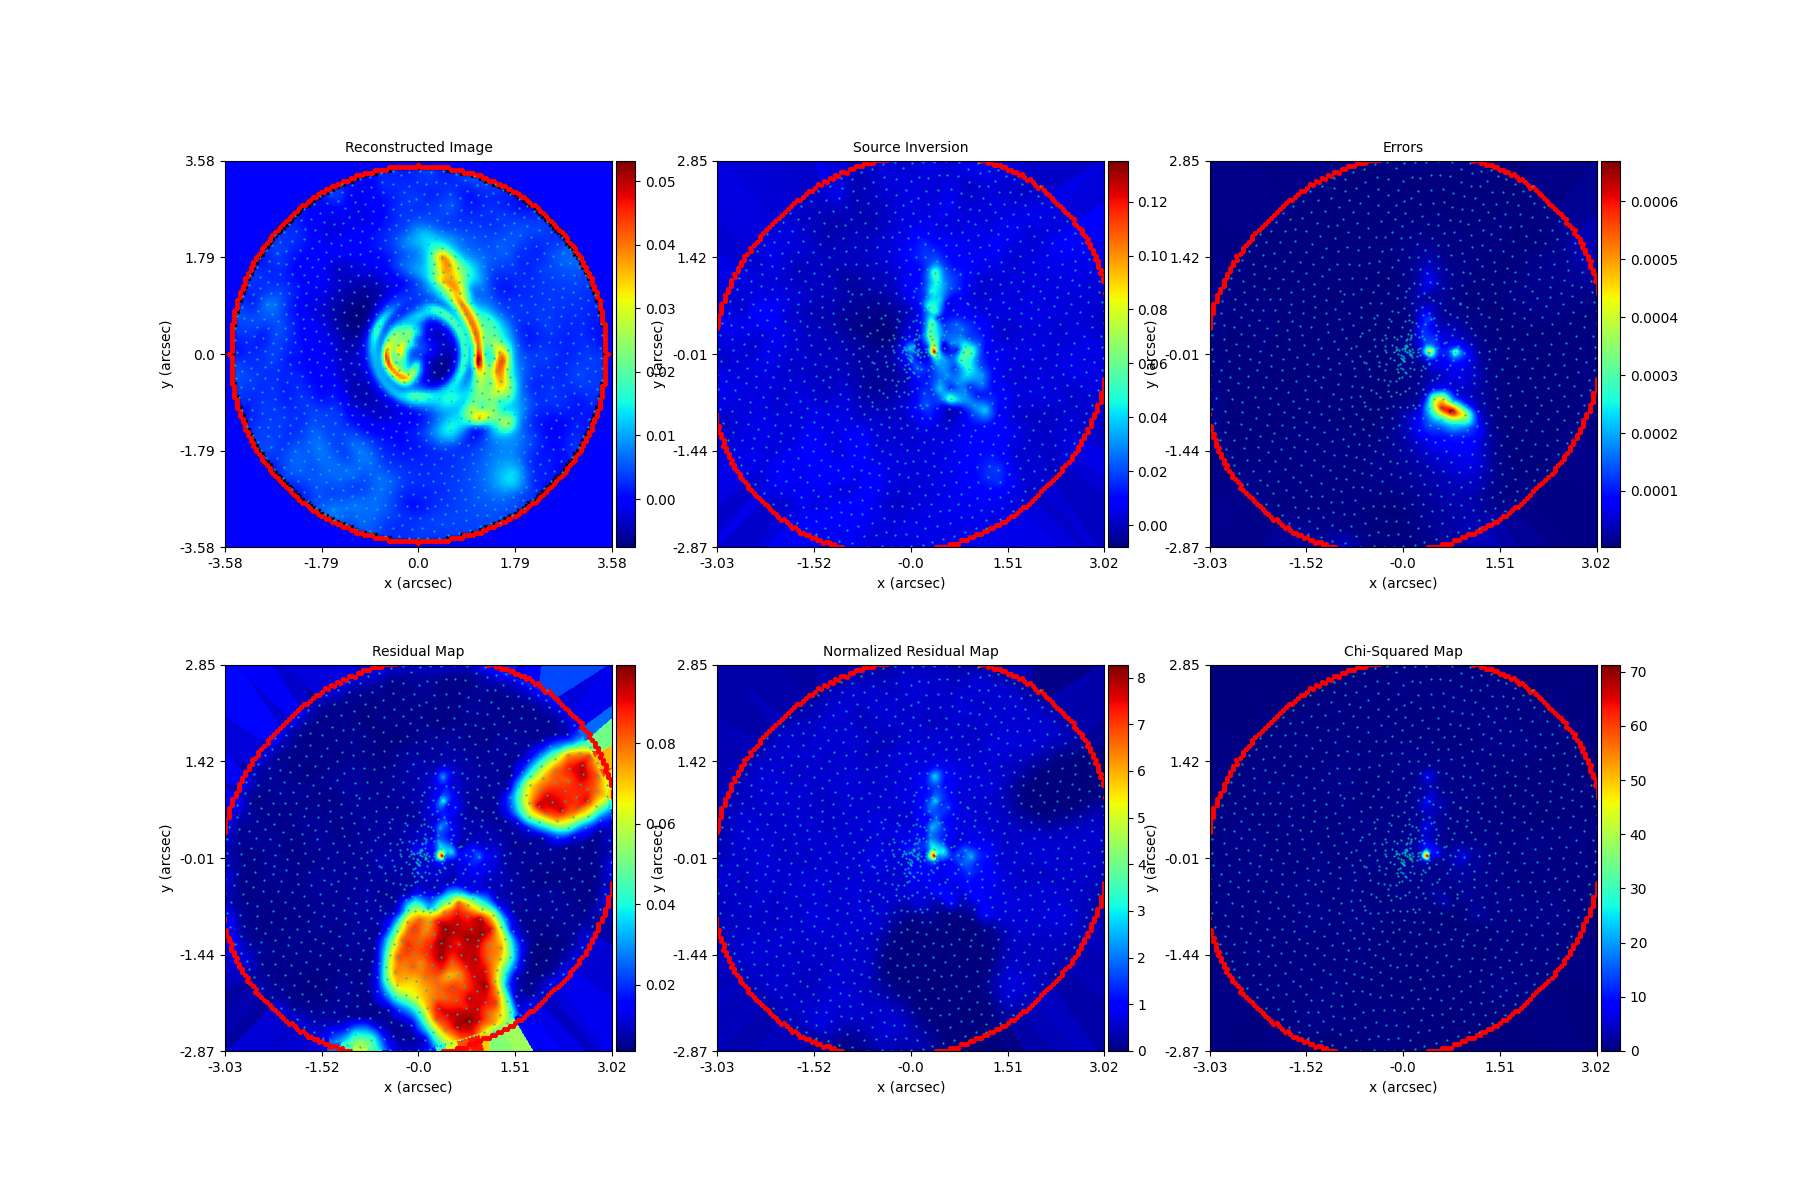 Reconstructed Image
3.58
1.79
0.0
-1.79
-3.58
y (arcsec)
-3.58 -1.79 0.0 1.79 3.58
x (arcsec)
0.05
0.04
0.03
0.02
0.01
0.00
Source Inversion
2.85
1.42
-0.01
-1.44
-2.87
y (arcsec)
-3.03 -1.52 -0.0 1.51 3.02
x (arcsec)
0.12
0.10
0.08
0.06
0.04
0.02
0.00
Errors
2.85
1.42
-0.01
-1.44
-2.87
y (arcsec)
-3.03 -1.52 -0.0 1.51 3.02
x (arcsec)
0.0006
0.0005
0.0004
0.0003
0.0002
0.0001
Residual Map
2.85
1.42
-0.01
-1.44
-2.87
y (arcsec)
-3.03 -1.52 -0.0 1.51 3.02
x (arcsec)
0.08
0.06
0.04
0.02
Normalized Residual Map
2.85
1.42
-0.01
-1.44
-2.87
y (arcsec)
-3.03 -1.52 -0.0 1.51 3.02
x (arcsec)
8
7
6
5
4
3
2
1
0
Chi-Squared Map
2.85
1.42
-0.01
-1.44
-2.87
y (arcsec)
-3.03 -1.52 -0.0 1.51 3.02
x (arcsec)
70
60
50
40
30
20
10
0